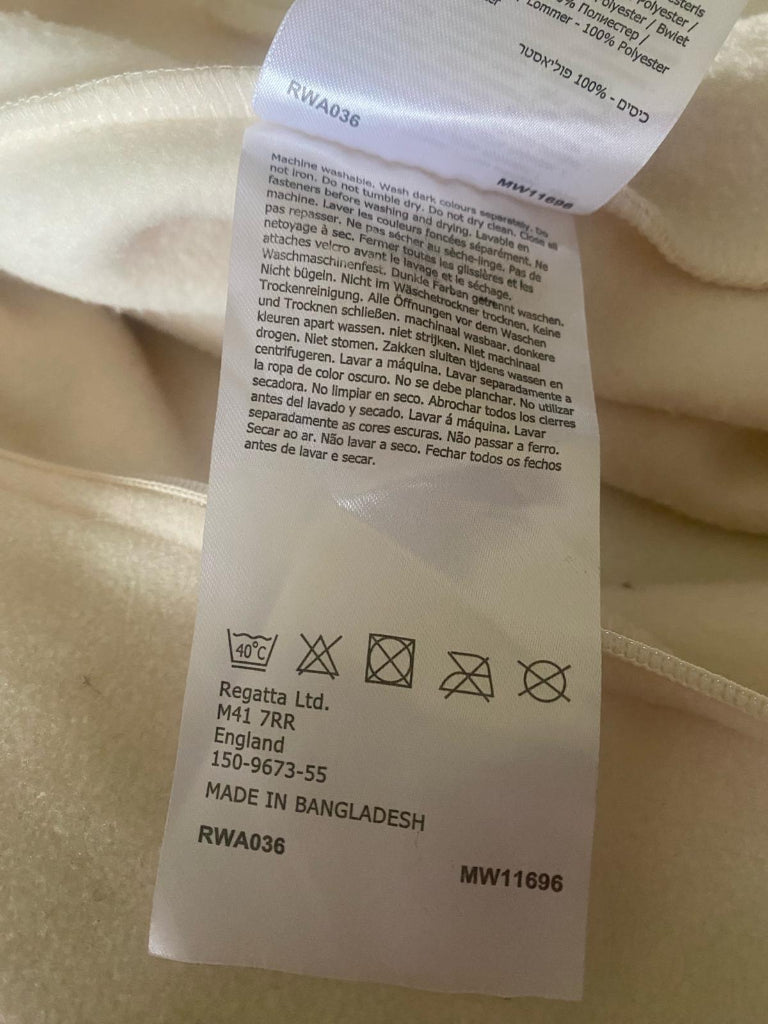 Polyester /
olyester / Bwlet
% Полиестер /
Lommer - 100% Polyester
כיסים - 100% פוליאסטר
RWA036
MW11696
Machine washable. Wash dark colours separately. Do
not iron. Do not tumble dry. Do not dry clean. Close all
fasteners before washing and drying. Lavable en
machine. Laver les couleurs foncées séparément. Ne
pas repasser. Ne pas sécher au sèche-linge. Pas de
netoyage à sec. Fermer toutes les glissières et les
attaches velcro avant le lavage et le séchage.
Waschmaschinenfest. Dunkle Farben getrennt waschen.
Nicht bügeln. Nicht im Wäschetrockner trocknen. Keine
Trockenreinigung. Alle Öffnungen vor dem Waschen
und Trocknen schließen. machinaal wasbaar. donkere
kleuren apart wassen. niet strijken. Niet machinaal
drogen. Niet stomen. Zakken sluiten tijdens wassen en
centrifugeren. Lavar a máquina. Lavar separadamente a
la ropa de color oscuro. No se debe planchar. No utilizar
secadora. No limpiar en seco. Abrochar todos los cierres
antes del lavado y secado. Lavar á máquina. Lavar
separadamente as cores escuras. Não passar a ferro.
Secar ao ar. Não lavar a seco. Fechar todos os fechos
antes de lavar e secar.
40°C
Regatta Ltd.
M41 7RR
England
150-9673-55
MADE IN BANGLADESH
RWA036
MW11696